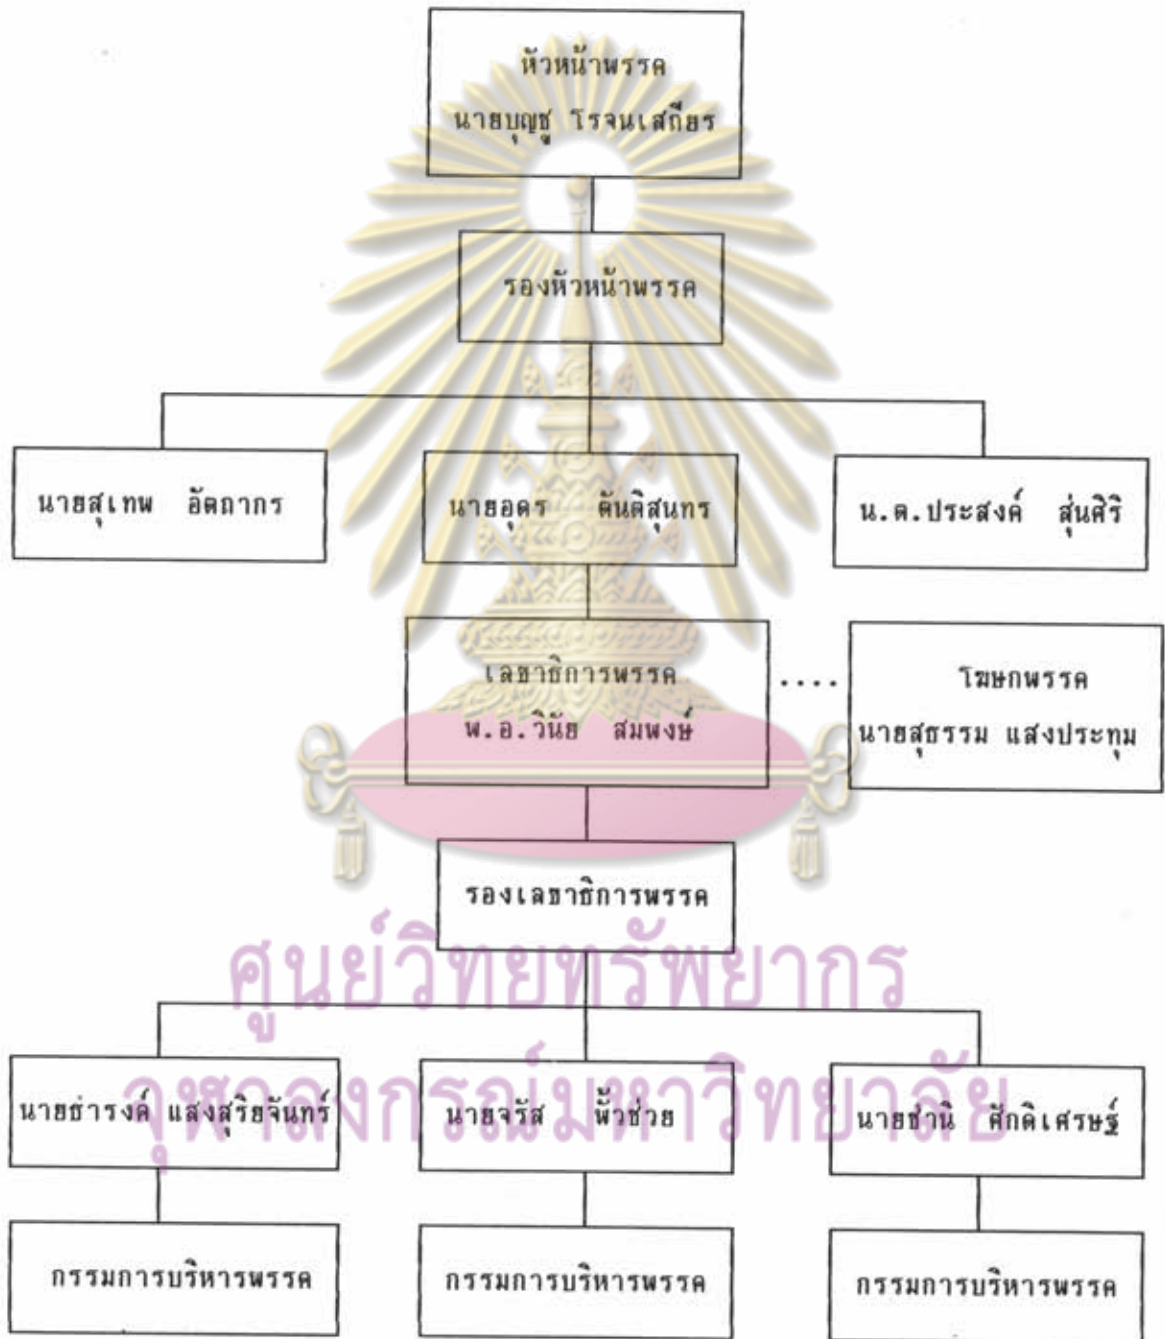 หัวหน้าพรรค
นายบุญชู โรจนเสถียร
รองหัวหน้าพรรค
นายสุเทพ อัตถากร
นายอุดร ตันติสุนทร
น.ต.ประสงค์ สุ่นศิริ
เลขาธิการพรรค
พ.อ.วินัย สมพงษ์
....
โฆษกพรรค
นายสุธรรม แสงประทุม
รองเลขาธิการพรรค
ศูนย์วิทยทรัพยากร
จุฬาลงกรณ์มหาวิทยาลัย
นายธำรงค์ แสงสุริยจันทร์
นายจรัส พั้วช่วย
นายชำนิ ศักดิเศรษฐ์
กรรมการบริหารพรรค
กรรมการบริหารพรรค
กรรมการบริหารพรรค